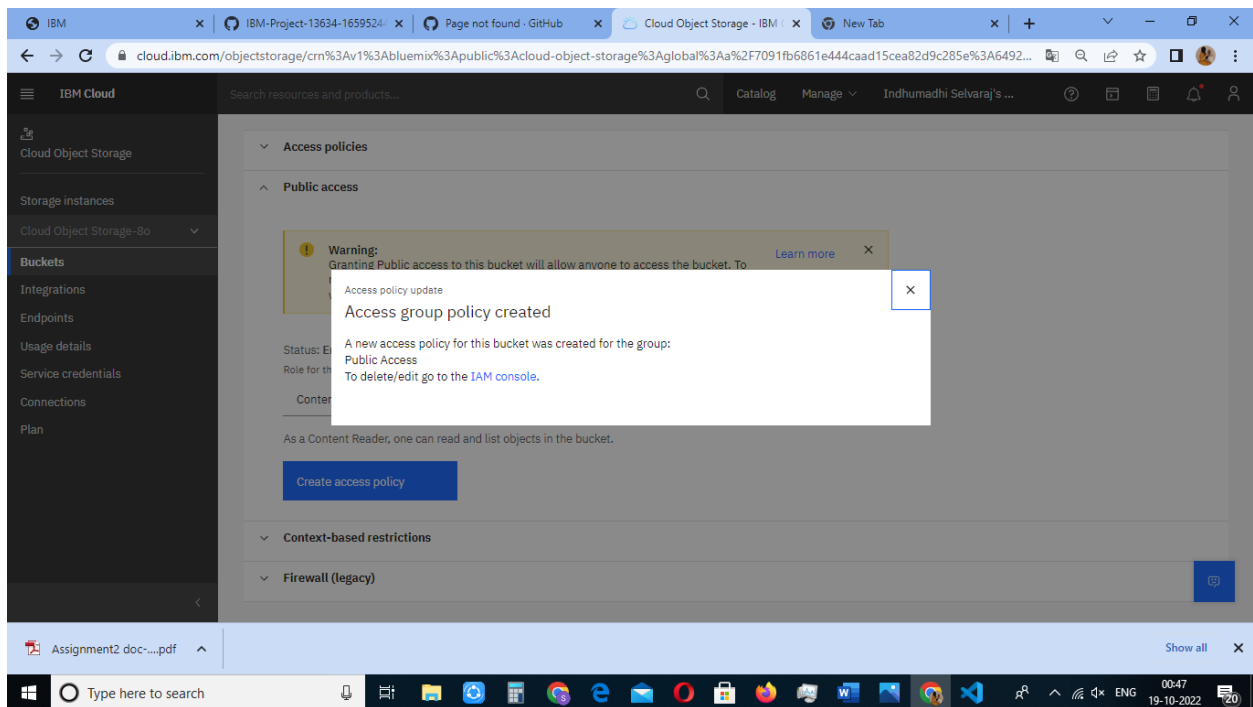 IBM
IBM-Project-13634-1659524
Page not found · GitHub
Cloud Object Storage - IBM
New Tab
cloud.ibm.com/objectstorage/crn%3Av1%3Abluemix%3Apublic%3Acloud-object-storage%3Aglobal%3Aa%2F7091fb6861e444caad15cea82d9c285e%3A6492...
IBM Cloud
Search resources and products...
Catalog
Manage
Indhumadhi Selvaraj's ...
Cloud Object Storage
Storage instances
Cloud Object Storage-8o
Buckets
Integrations
Endpoints
Usage details
Service credentials
Connections
Plan
Access policies
Public access
Warning:
Granting Public access to this bucket will allow anyone to access the bucket. To
Learn more
Access policy update
Access group policy created
A new access policy for this bucket was created for the group:
Public Access
To delete/edit go to the IAM console.
Status:
Role for
As a Content Reader, one can read and list objects in the bucket.
Create access policy
Context-based restrictions
Firewall (legacy)
Assignment2 doc-....pdf
Show all
Type here to search
ENG
00:47
19-10-2022
20